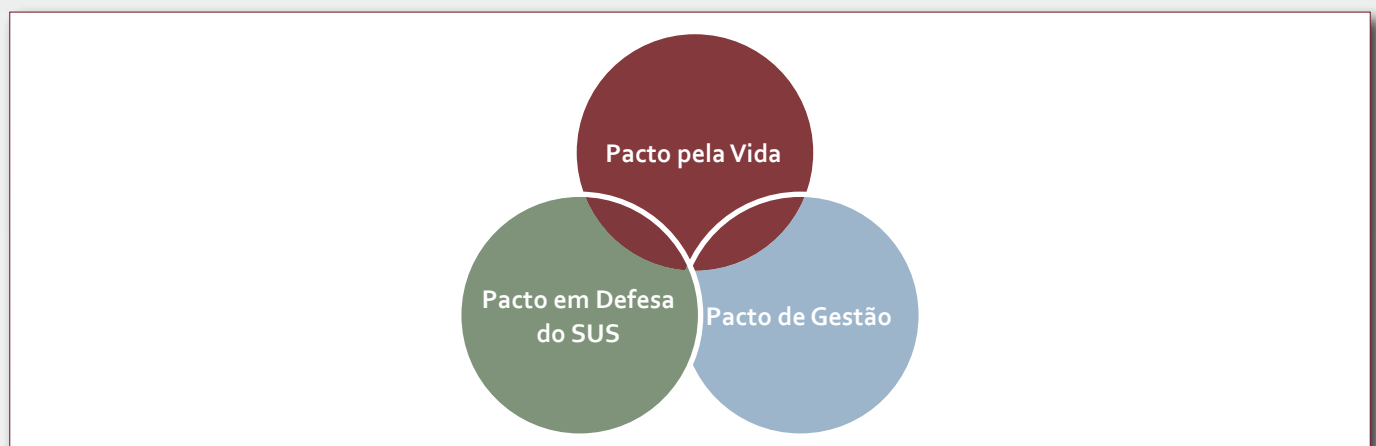 Pacto pela Vida
Pacto em Defesa
do SUS
Pacto de Gestão